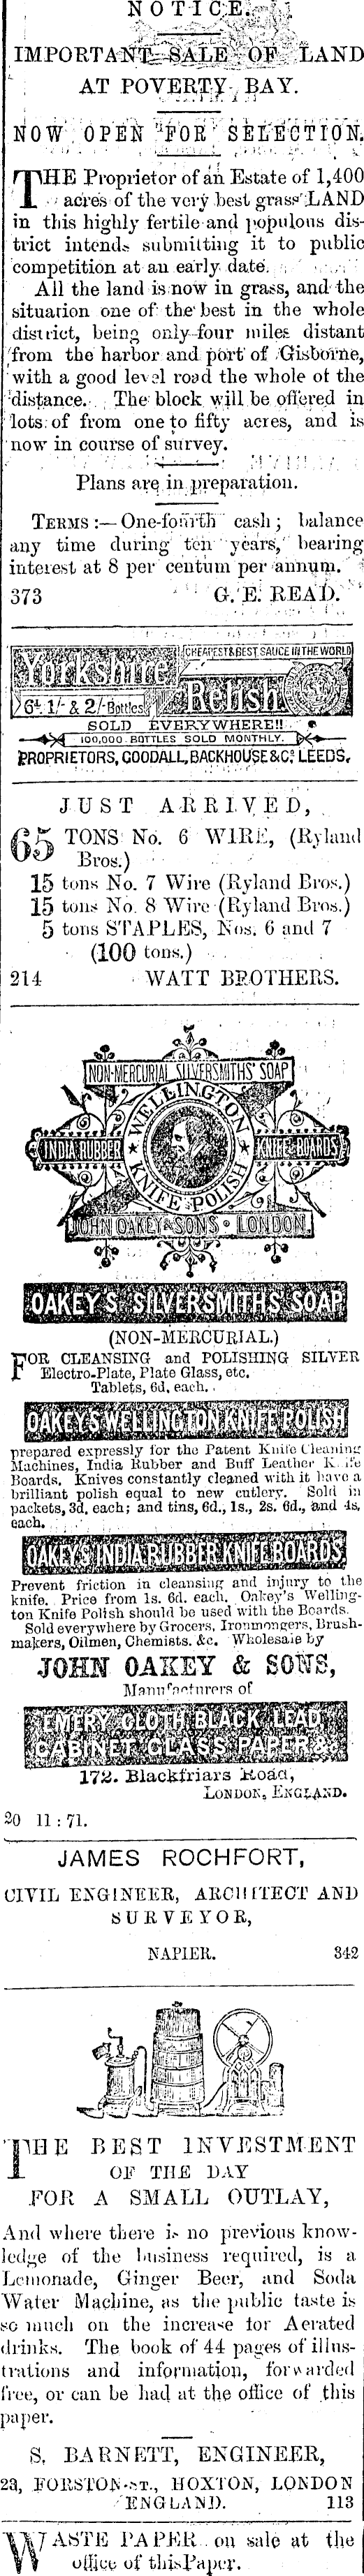 NOTICE.
IMPORTANT SALE OF LAND
AT POVERTY BAY.
NOW OPEN FOR SELECTION.
THE Proprietor of an Estate of 1,400
acres of the very best grass LAND
in this highly fertile and populous dis-
trict intends submitting it to public
competition at an early date.
All the land is now in grass, and the
situation one of the best in the whole
district, being only four miles distant
from the harbor and port of Gisborne,
with a good level road the whole of the
distance. The block will be offered in
lots of from one to fifty acres, and is
now in course of survey.
Plans are in preparation.
TERMS :—One-fourth cash; balance
any time during ten years, bearing
interest at 8 per centum per annum.
373 G. E. READ.
CHEAPEST & BEST SAUCE IN THE WORLD
Yorkshire
Relish
6d 1/- & 2/- Bottles
SOLD EVERYWHERE!!
100,000 BOTTLES SOLD MONTHLY.
PROPRIETORS, GOODALL, BACKHOUSE & Co. LEEDS.
JUST ARRIVED,
65 TONS No. 6 WIRE, (Ryland
Bros.)
15 tons No. 7 Wire (Ryland Bros.)
15 tons No. 8 Wire (Ryland Bros.)
5 tons STAPLES, Nos. 6 and 7
(100 tons.)
214 WATT BROTHERS.
NON-MERCURIAL SILVERSMITHS' SOAP
WELLINGTON
INDIA RUBBER
KNIFE BOARDS
KNIFE POLISH
JOHN OAKEY & SONS • LONDON
OAKEY'S SILVERSMITHS SOAP
(NON-MERCURIAL.)
FOR CLEANSING and POLISHING SILVER
Electro-Plate, Plate Glass, etc.
Tablets, 6d, each.
OAKEY'S WELLINGTON KNIFE POLISH
prepared expressly for the Patent Knife Cleaning
Machines, India Rubber and Buff Leather Knife
Boards. Knives constantly cleaned with it have a
brilliant polish equal to new cutlery. Sold in
packets, 3d. each; and tins, 6d., 1s., 2s. 6d., and 4s.
each.
OAKEY'S INDIA RUBBER KNIFE BOARDS
Prevent friction in cleansing and injury to the
knife. Price from 1s. 6d. each. Oakey's Welling-
ton Knife Polish should be used with the Boards.
Sold everywhere by Grocers, Ironmongers, Brush-
makers, Oilmen, Chemists. &c. Wholesale by
JOHN OAKEY & SONS,
Manufacturers of
EMERY CLOTH BLACK LEAD
CABINET GLASS PAPER &c
172. Blackfriars Road,
LONDON, ENGLAND.
20 11 : 71.
JAMES ROCHFORT,
CIVIL ENGINEER, ARCHITECT AND
SURVEYOR,
NAPIER. 342
THE BEST INVESTMENT
OF THE DAY
FOR A SMALL OUTLAY,
And where there is no previous know-
ledge of the business required, is a
Lemonade, Ginger Beer, and Soda
Water Machine, as the public taste is
so much on the increase for Aerated
drinks. The book of 44 pages of illus-
trations and information, forwarded
free, or can be had at the office of this
paper.
S. BARNETT, ENGINEER,
23, FORSTON-ST., HOXTON, LONDON
ENGLAND. 113
WASTE PAPER on sale at the
office of this Paper.